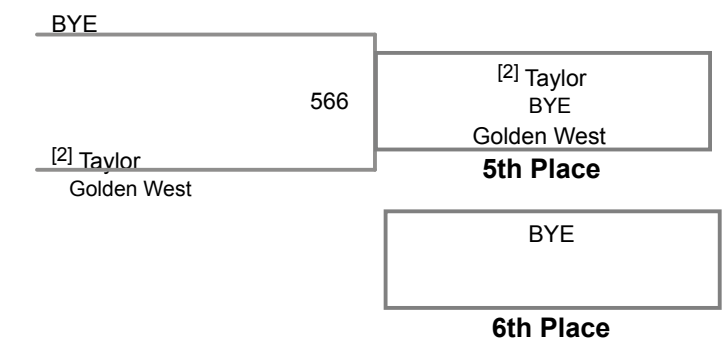 BYE
566
[2] Taylor
Golden West
[2] Taylor
BYE
Golden West
5th Place
BYE
6th Place